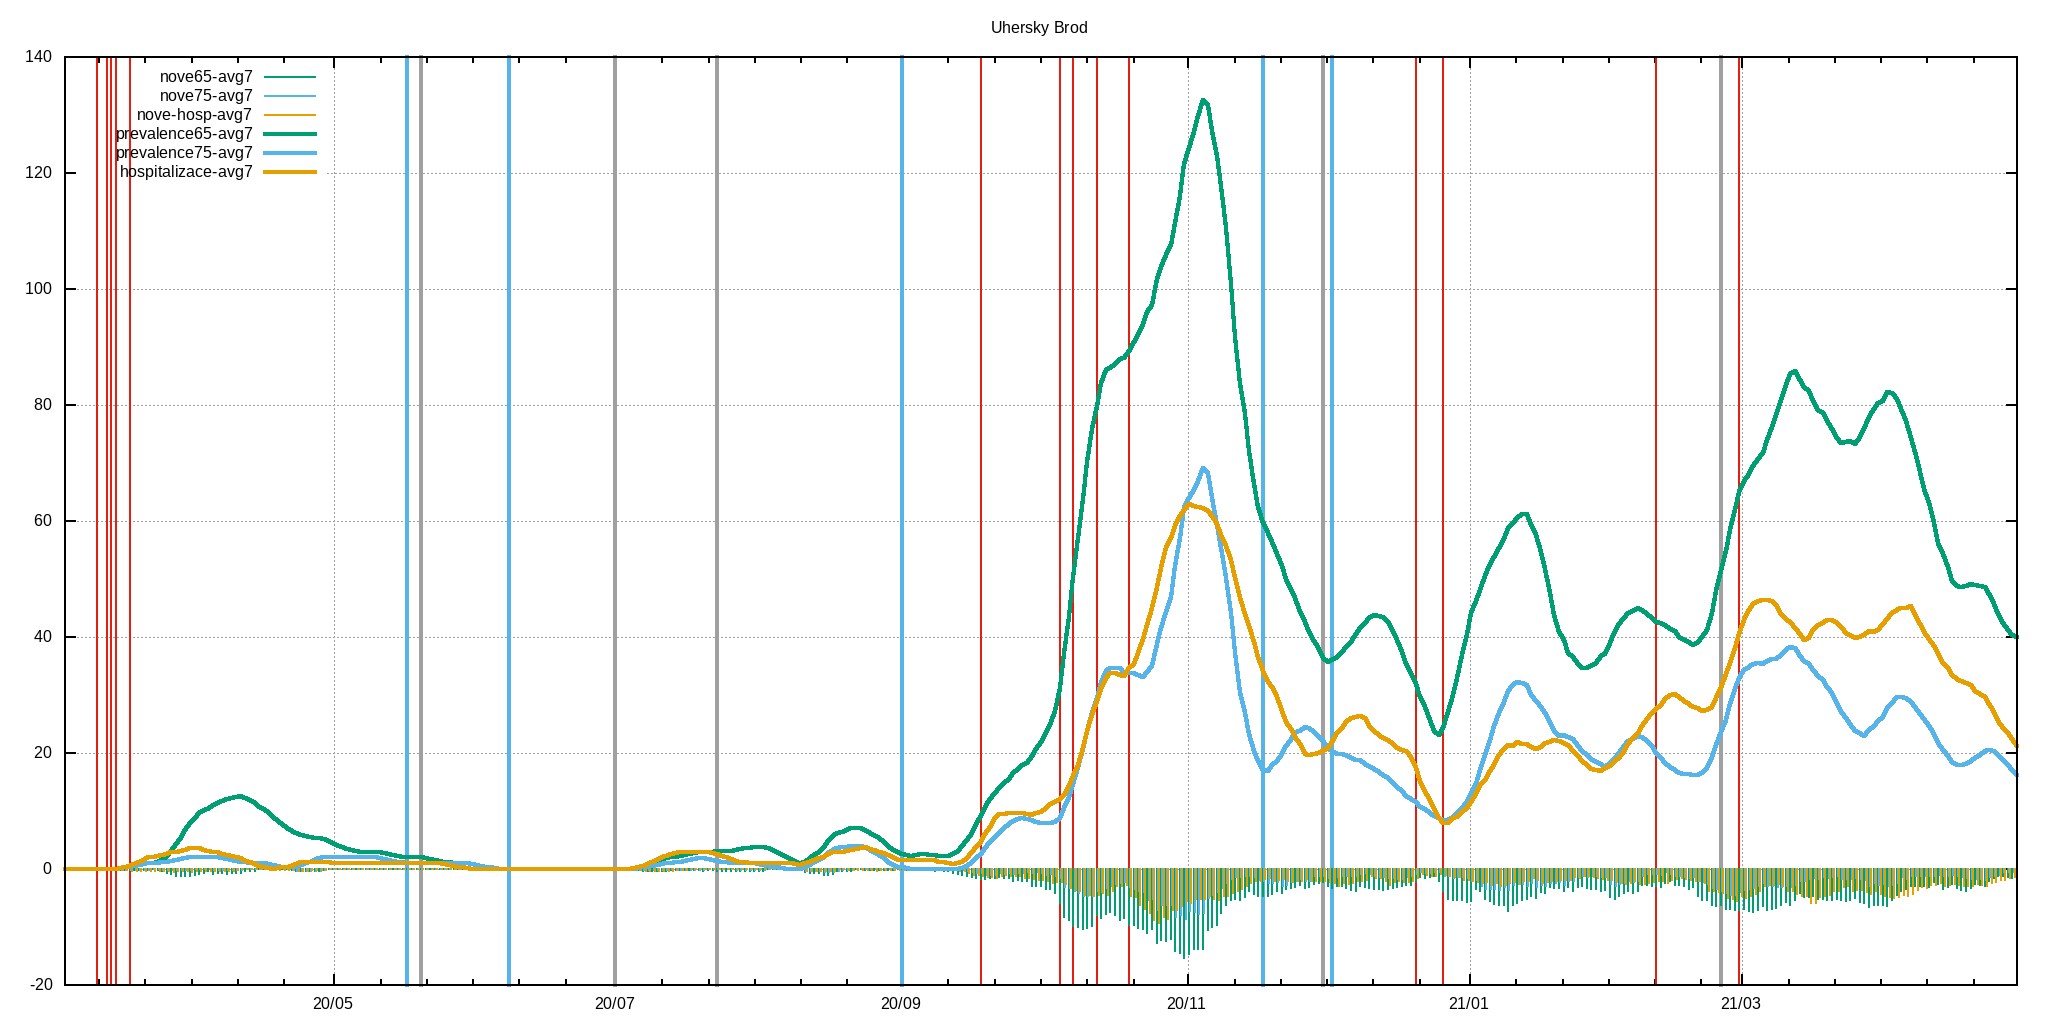 Uhersky Brod
140
120
100
80
60
40
20
0
-20
nove65-avg7
nove75-avg7
nove-hosp-avg7
prevalence65-avg7
prevalence75-avg7
hospitalizace-avg7
20/05
20/07
20/09
20/11
21/01
21/03